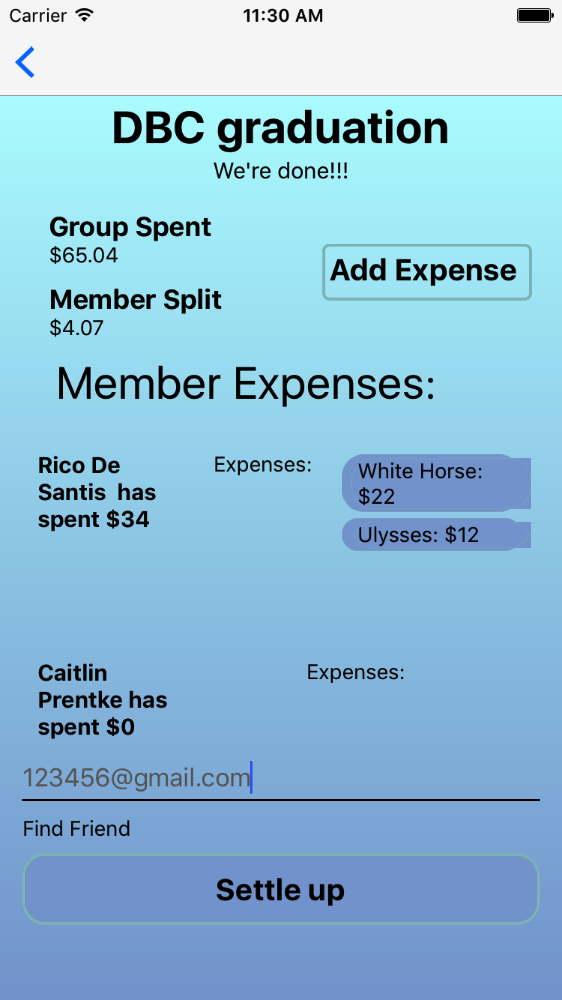 Carrier 11:30 AM
DBC graduation
We're done!!!
Group Spent
$65.04
Add Expense
Member Split
$4.07
Member Expenses:
Rico De
Santis has
spent $34
Expenses:
White Horse:
$22
Ulysses: $12
Caitlin
Prentke has
spent $0
Expenses:
123456@gmail.com
Find Friend
Settle up